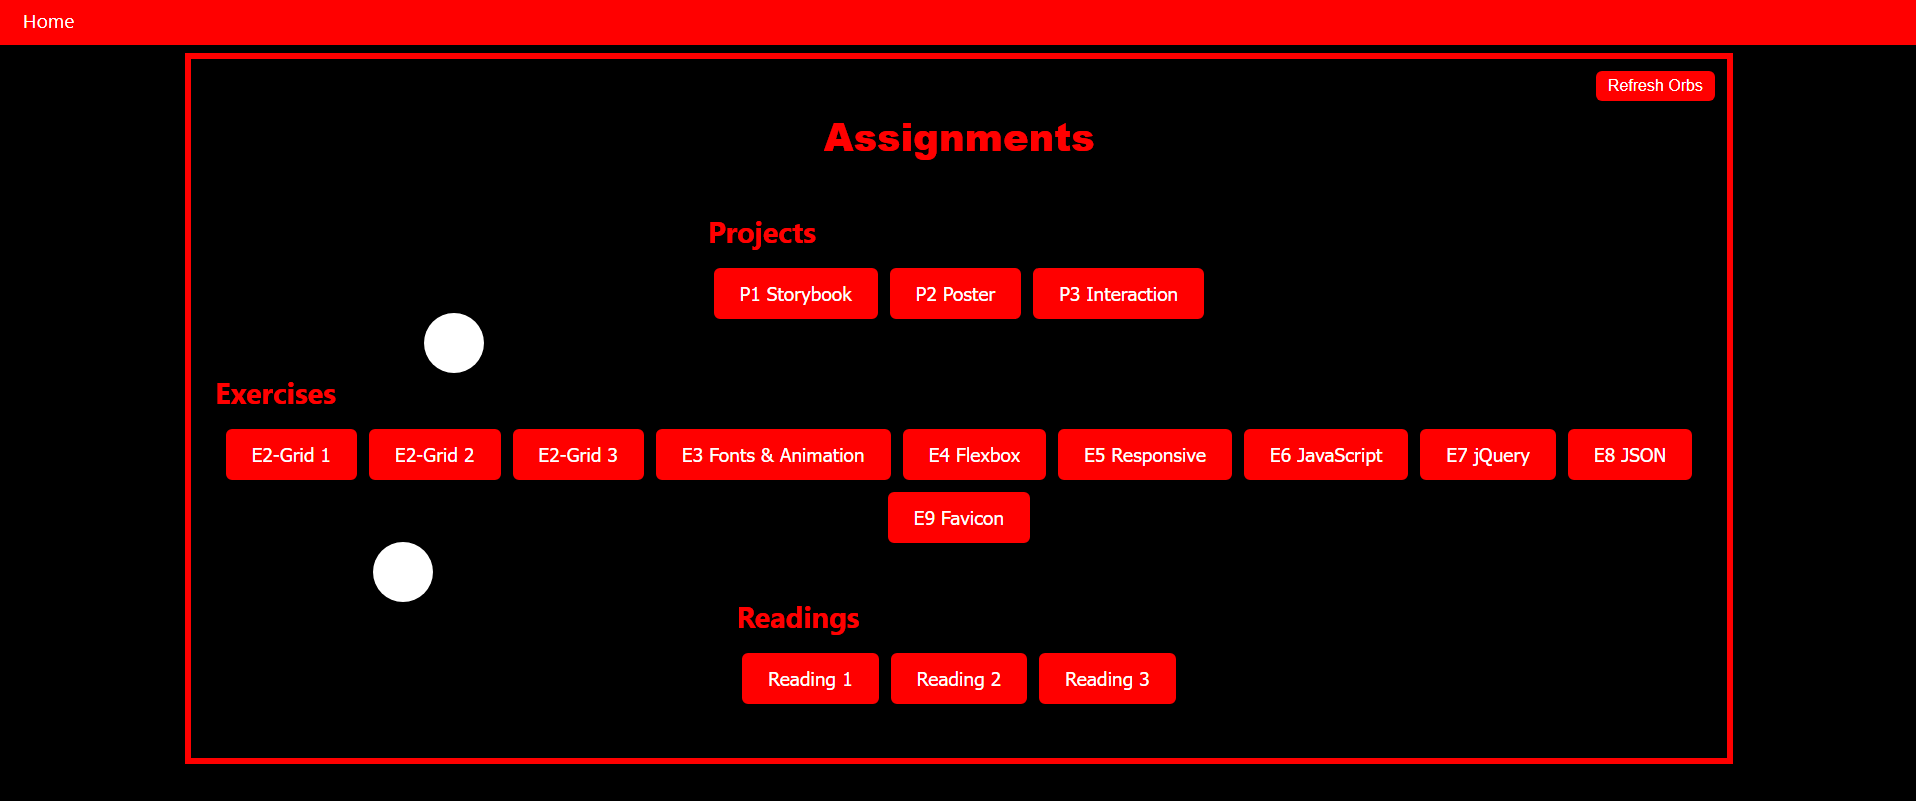 Home
Refresh Orbs
Assignments
Projects
P1 Storybook P2 Poster P3 Interaction
Exercises
E2-Grid 1 E2-Grid 2 E2-Grid 3 E3 Fonts & Animation E4 Flexbox E5 Responsive E6 JavaScript E7 jQuery E8 JSON
E9 Favicon
Readings
Reading 1 Reading 2 Reading 3